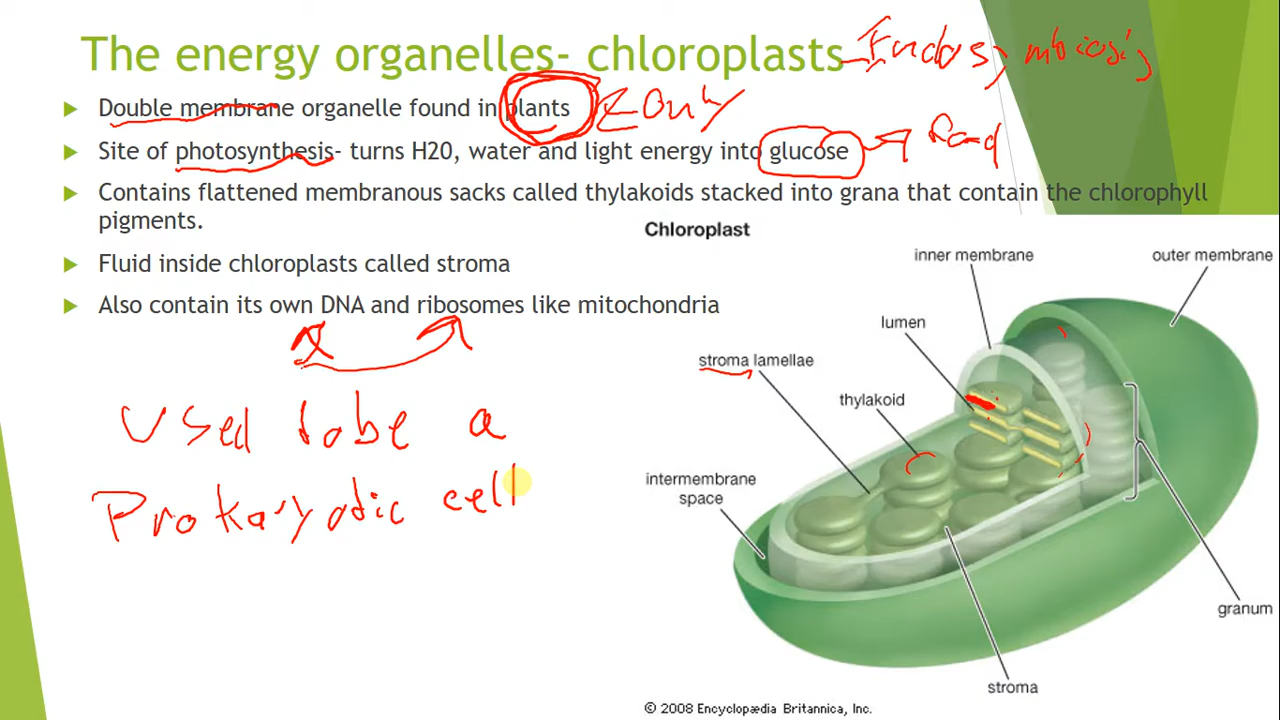 The energy organelles- chloroplasts - Endosymbiosis
Double membrane organelle found in plants only
Site of photosynthesis- turns H20, water and light energy into glucose → Food
Contains flattened membranous sacks called thylakoids stacked into grana that contain the chlorophyll
pigments.
Fluid inside chloroplasts called stroma
Also contain its own DNA and ribosomes like mitochondria
Used to be a
Prokaryotic cell
Chloroplast
inner membrane
outer membrane
lumen
stroma lamellae
thylakoid
intermembrane
space
granum
stroma
© 2008 Encyclopædia Britannica, Inc.